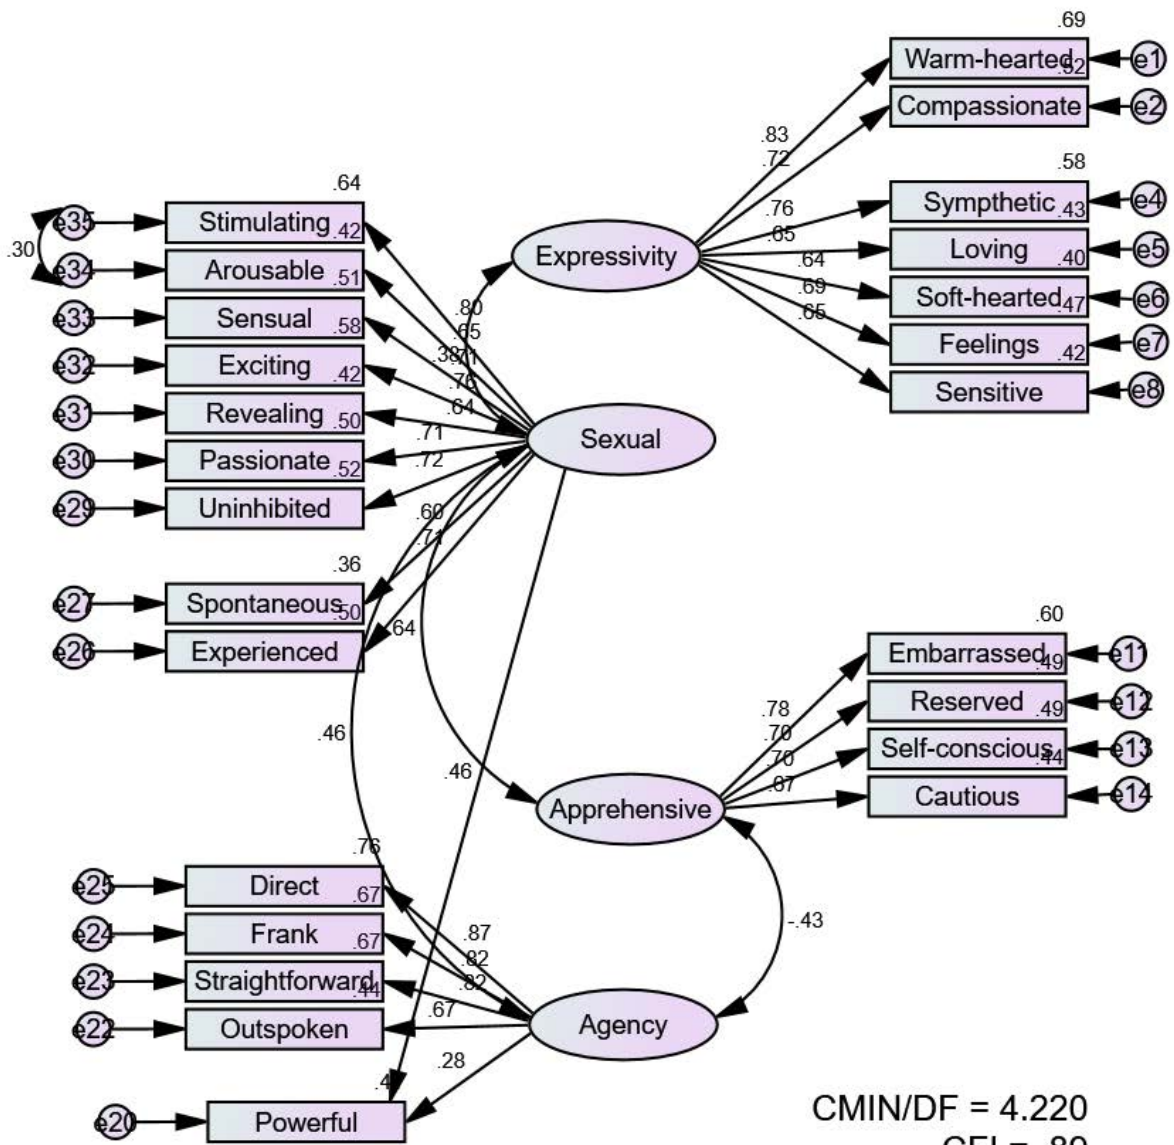 .69
Warm-hearted
.52
e1
Compassionate
e2
.83
.72
.58
.64
Sympthetic
.43
e4
e35
Stimulating
.42
.76
.30
.65
Loving
.40
e5
Expressivity
e34
Arousable
.51
.64
Soft-hearted
.47
e6
.69
e33
Sensual
.58
.80
.65
.65
Feelings
.42
e7
.38
.71
e32
Exciting
.42
.76
Sensitive
e8
e31
Revealing
.50
.64
.71
Sexual
e30
Passionate
.52
.72
e29
Uninhibited
.60
.71
.36
e27
Spontaneous
.50
.60
.64
e26
Experienced
Embarrassed
.49
e11
.78
Reserved
.49
e12
.46
.70
Self-conscious
.44
e13
.46
.70
.67
Cautious
e14
Apprehensive
.76
e25
Direct
.67
.87
-.43
e24
Frank
.67
.82
e23
Straightforward
.44
.82
.67
e22
Outspoken
Agency
.28
e20
Powerful
CMIN/DF = 4.220